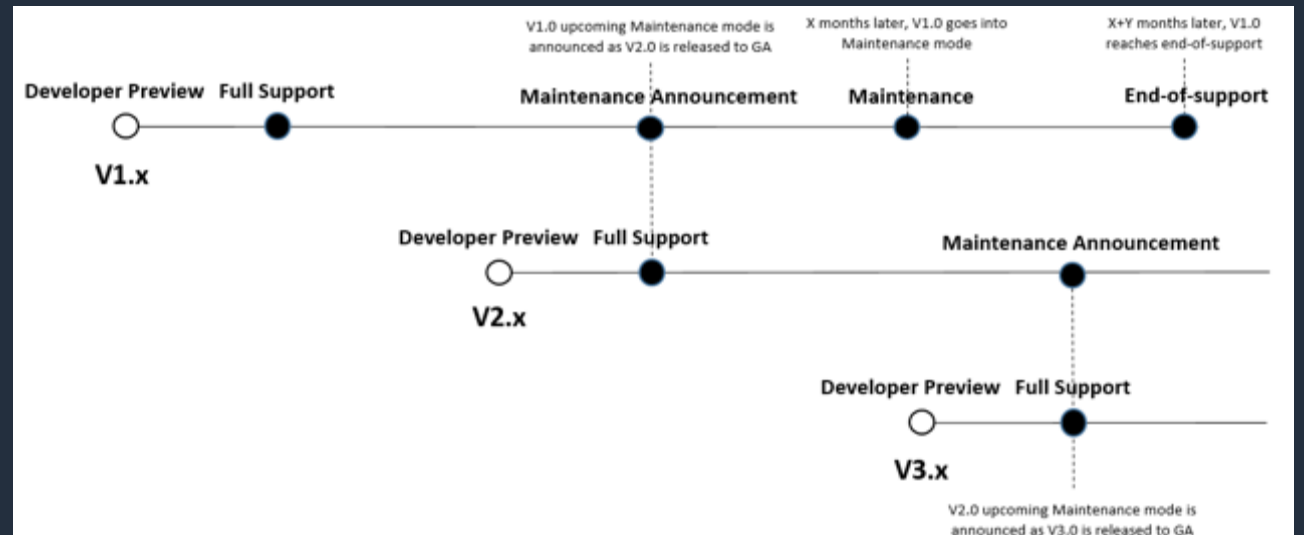 V1.0 upcoming Maintenance mode is
announced as V2.0 is released to GA
X months later, V1.0 goes into
Maintenance mode
X+Y months later, V1.0
reaches end-of-support
Developer Preview
Full Support
Maintenance Announcement
Maintenance
End-of-support
V1.x
Developer Preview
Full Support
Maintenance Announcement
V2.x
Developer Preview
Full Support
V3.x
V2.0 upcoming Maintenance mode is
announced as V3.0 is released to GA